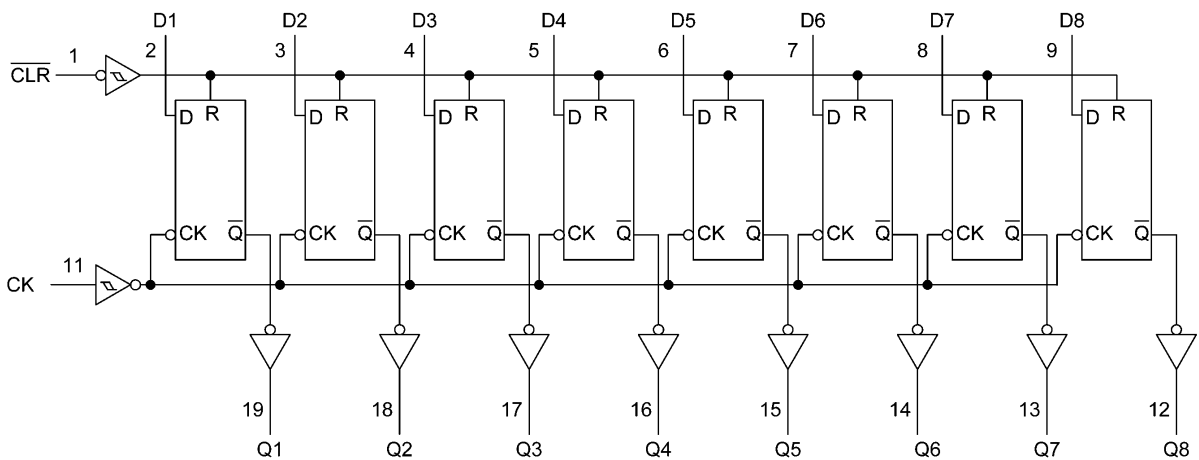 D1 D2 D3 D4 D5 D6 D7 D8
1 2 3 4 5 6 7 8 9
C̅L̅R̅
R R R R R R R R
D D D D D D D D
CK Q̅ CK Q̅ CK Q̅ CK Q̅ CK Q̅ CK Q̅ CK Q̅ CK Q̅
11
CK
19 18 17 16 15 14 13 12
Q1 Q2 Q3 Q4 Q5 Q6 Q7 Q8